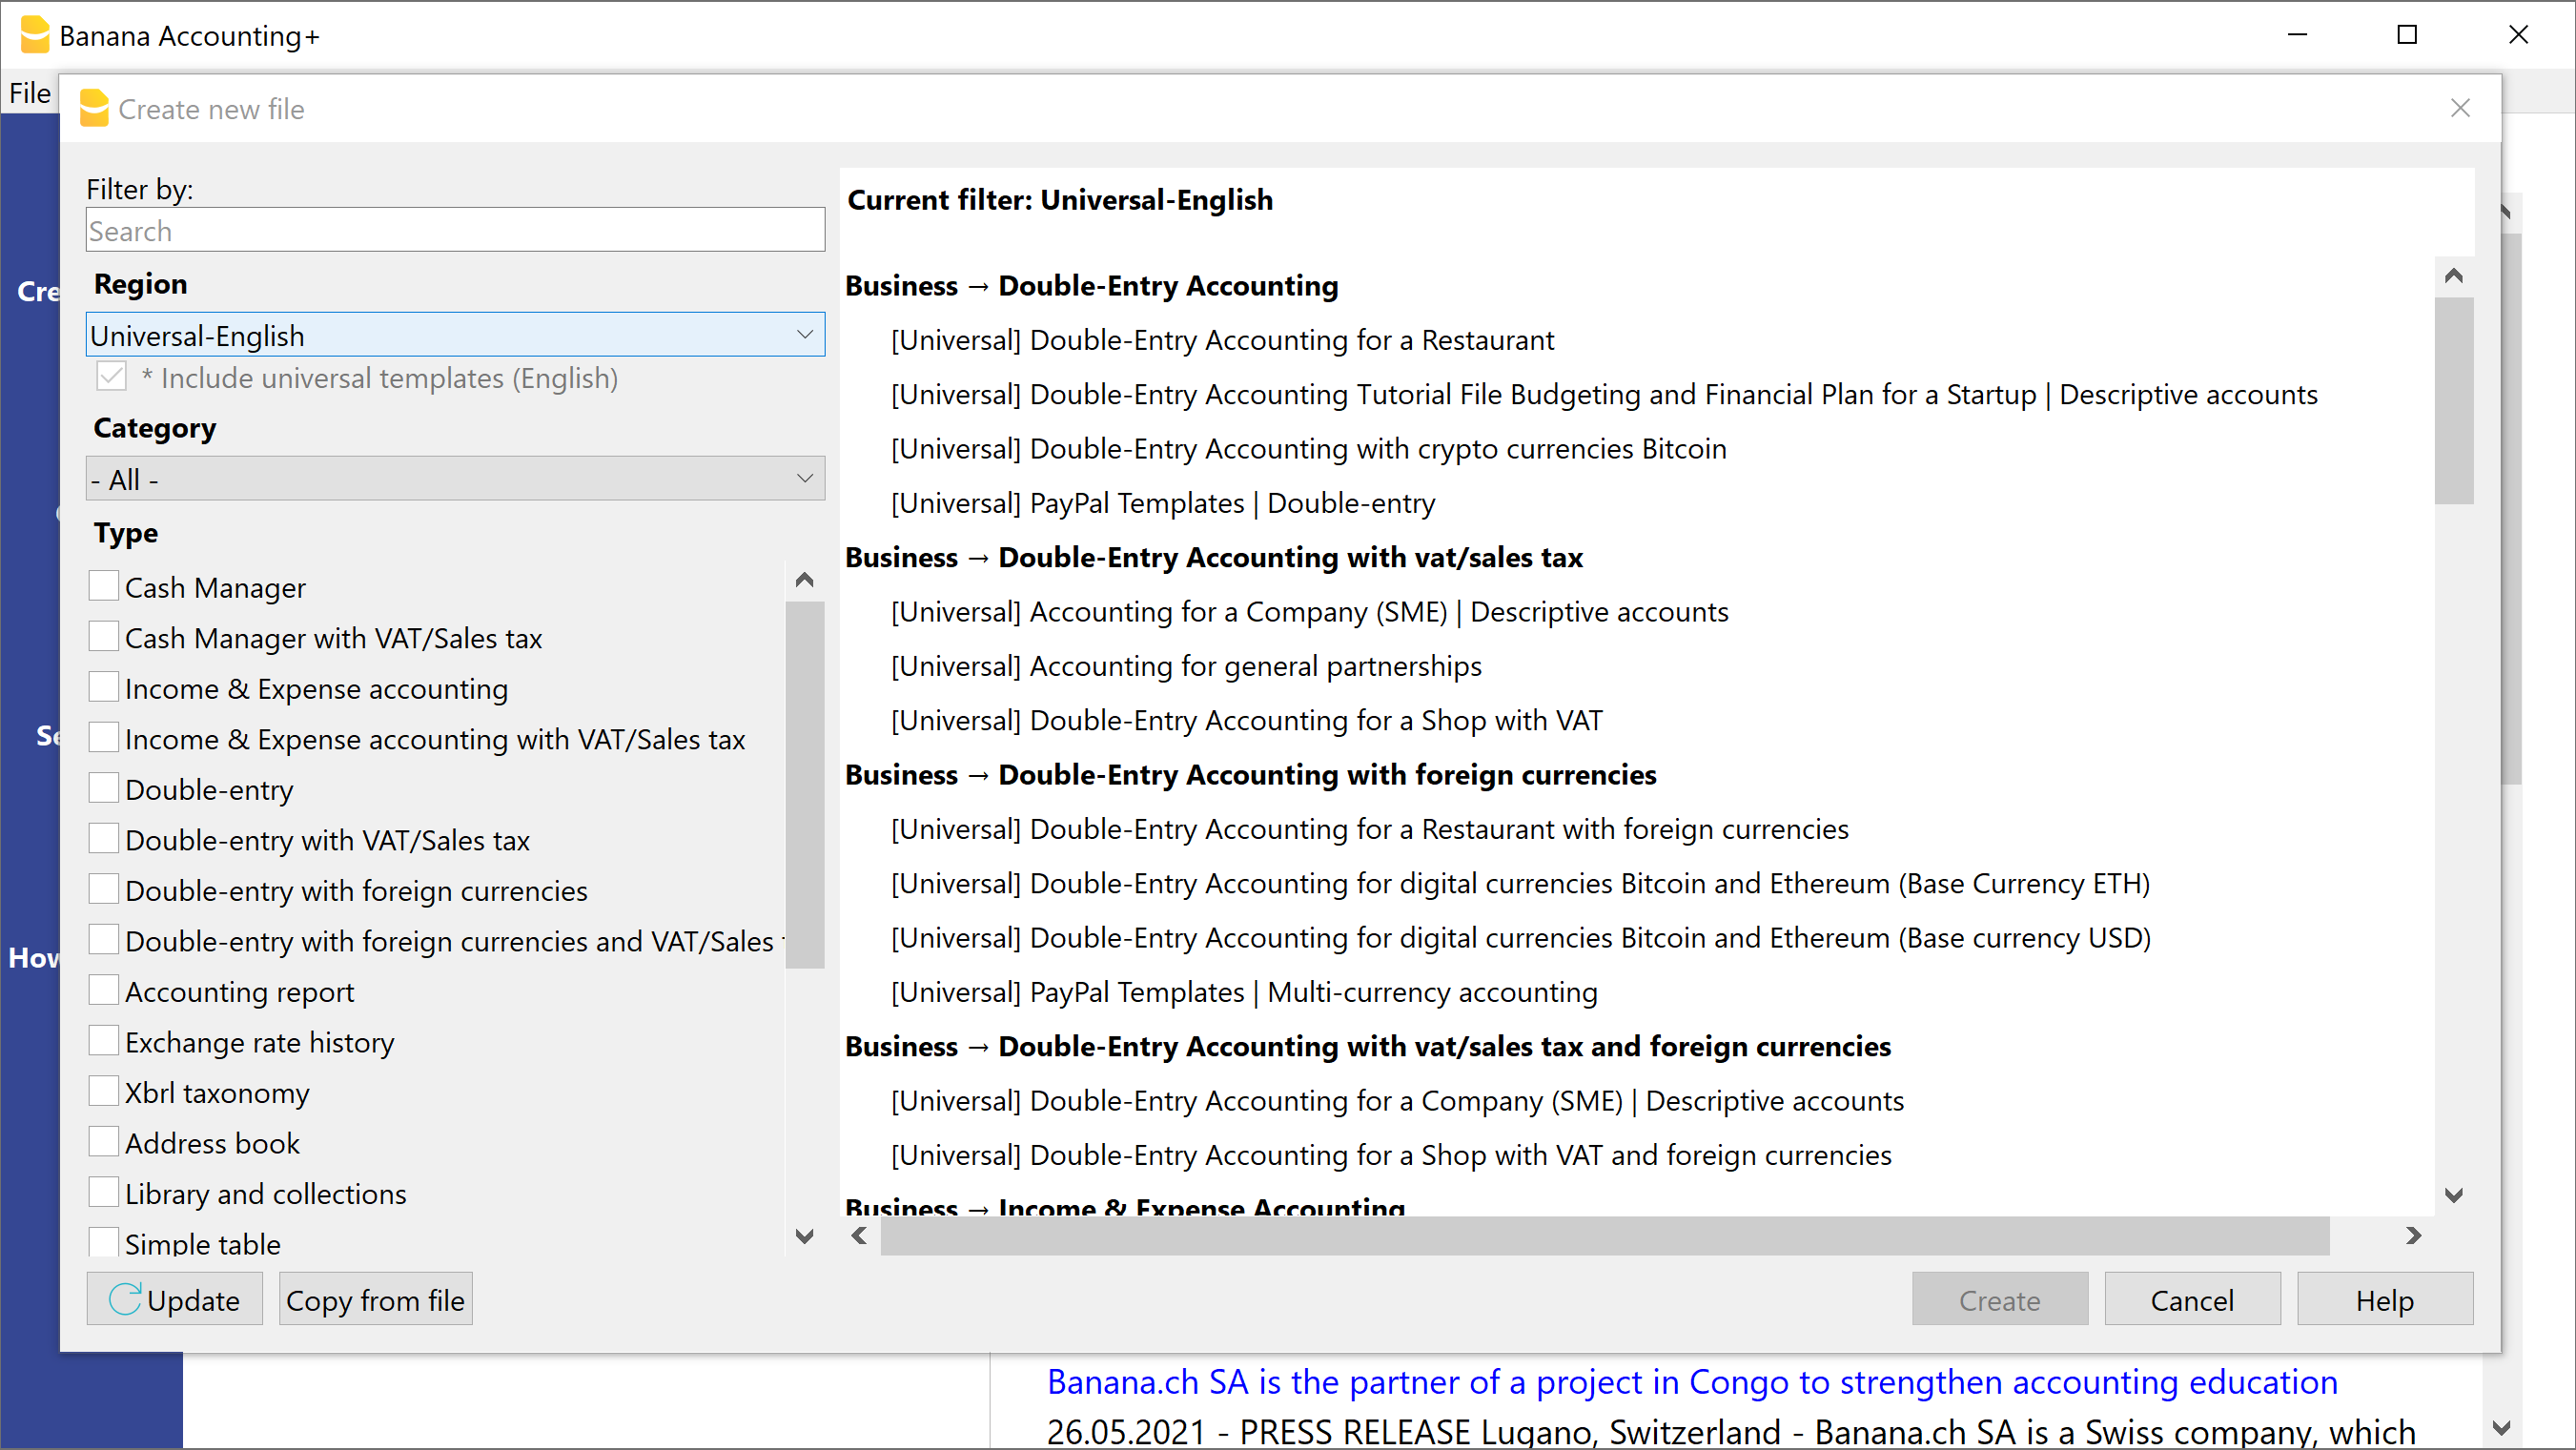 Banana Accounting+
File
Create new file
Filter by:
Search
Region
Universal-English
* Include universal templates (English)
Category
- All -
Type
Cash Manager
Cash Manager with VAT/Sales tax
Income & Expense accounting
Income & Expense accounting with VAT/Sales tax
Double-entry
Double-entry with VAT/Sales tax
Double-entry with foreign currencies
Double-entry with foreign currencies and VAT/Sales
Accounting report
Exchange rate history
Xbrl taxonomy
Address book
Library and collections
Simple table
Update
Copy from file
Current filter: Universal-English
Business → Double-Entry Accounting
[Universal] Double-Entry Accounting for a Restaurant
[Universal] Double-Entry Accounting Tutorial File Budgeting and Financial Plan for a Startup | Descriptive accounts
[Universal] Double-Entry Accounting with crypto currencies Bitcoin
[Universal] PayPal Templates | Double-entry
Business → Double-Entry Accounting with vat/sales tax
[Universal] Accounting for a Company (SME) | Descriptive accounts
[Universal] Accounting for general partnerships
[Universal] Double-Entry Accounting for a Shop with VAT
Business → Double-Entry Accounting with foreign currencies
[Universal] Double-Entry Accounting for a Restaurant with foreign currencies
[Universal] Double-Entry Accounting for digital currencies Bitcoin and Ethereum (Base Currency ETH)
[Universal] Double-Entry Accounting for digital currencies Bitcoin and Ethereum (Base currency USD)
[Universal] PayPal Templates | Multi-currency accounting
Business → Double-Entry Accounting with vat/sales tax and foreign currencies
[Universal] Double-Entry Accounting for a Company (SME) | Descriptive accounts
[Universal] Double-Entry Accounting for a Shop with VAT and foreign currencies
Business → Income & Expense Accounting
Create
Cancel
Help
Cre
Se
How
Banana.ch SA is the partner of a project in Congo to strengthen accounting education
26.05.2021 - PRESS RELEASE Lugano, Switzerland - Banana.ch SA is a Swiss company, which